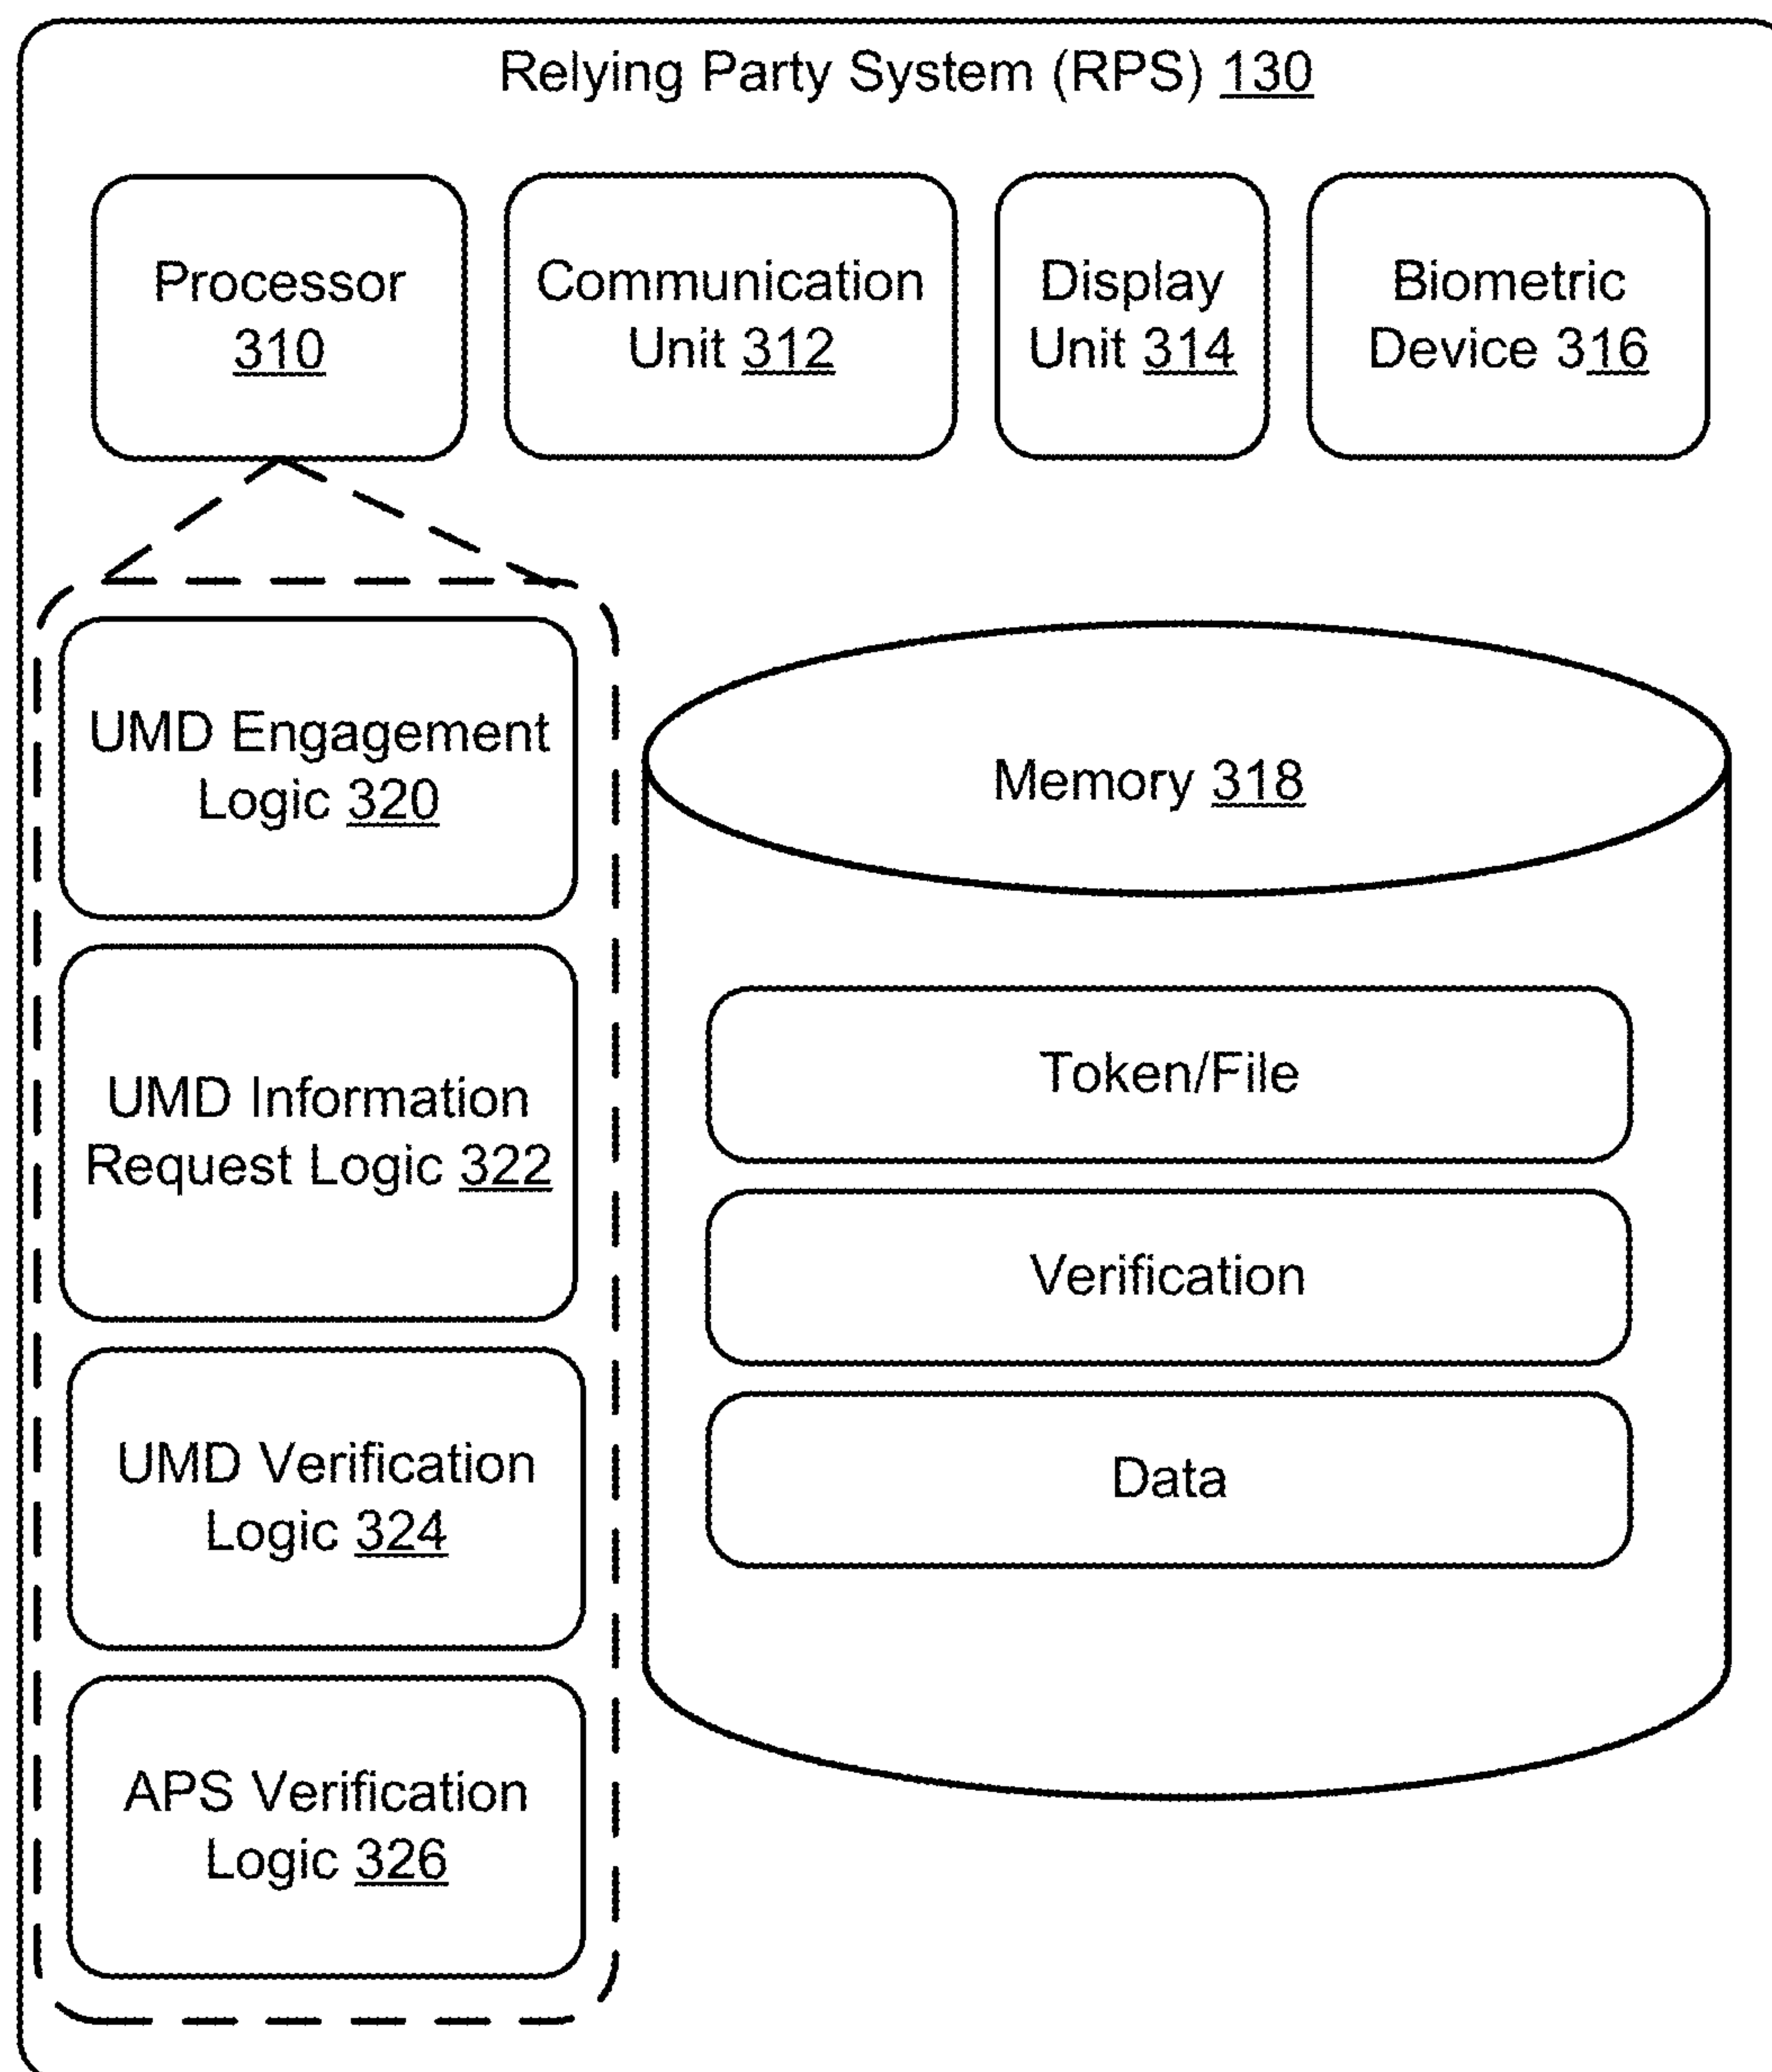 Relying Party System (RPS) 130
Processor
310
Communication
Unit 312
Display
Unit 314
Biometric
Device 316
UMD Engagement
Logic 320
UMD Information
Request Logic 322
UMD Verification
Logic 324
APS Verification
Logic 326
Memory 318
Token/File
Verification
Data